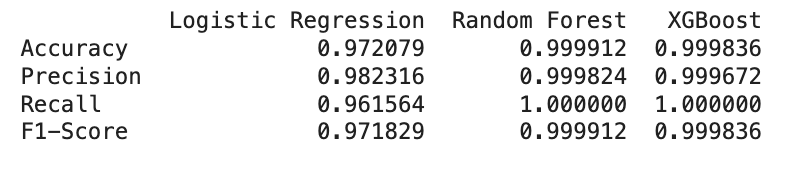 Logistic Regression Random Forest XGBoost
Accuracy 0.972079 0.999912 0.999836
Precision 0.982316 0.999824 0.999672
Recall 0.961564 1.000000 1.000000
F1-Score 0.971829 0.999912 0.999836